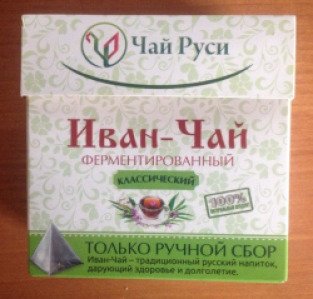 Чай Руси
Иван-Чай
ФЕРМЕНТИРОВАННЫЙ
КЛАССИЧЕСКИЙ
100%
ТОЛЬКО РУЧНОЙ СБОР
Иван-Чай – традиционный русский напиток,
дарующий здоровье и долголетие.